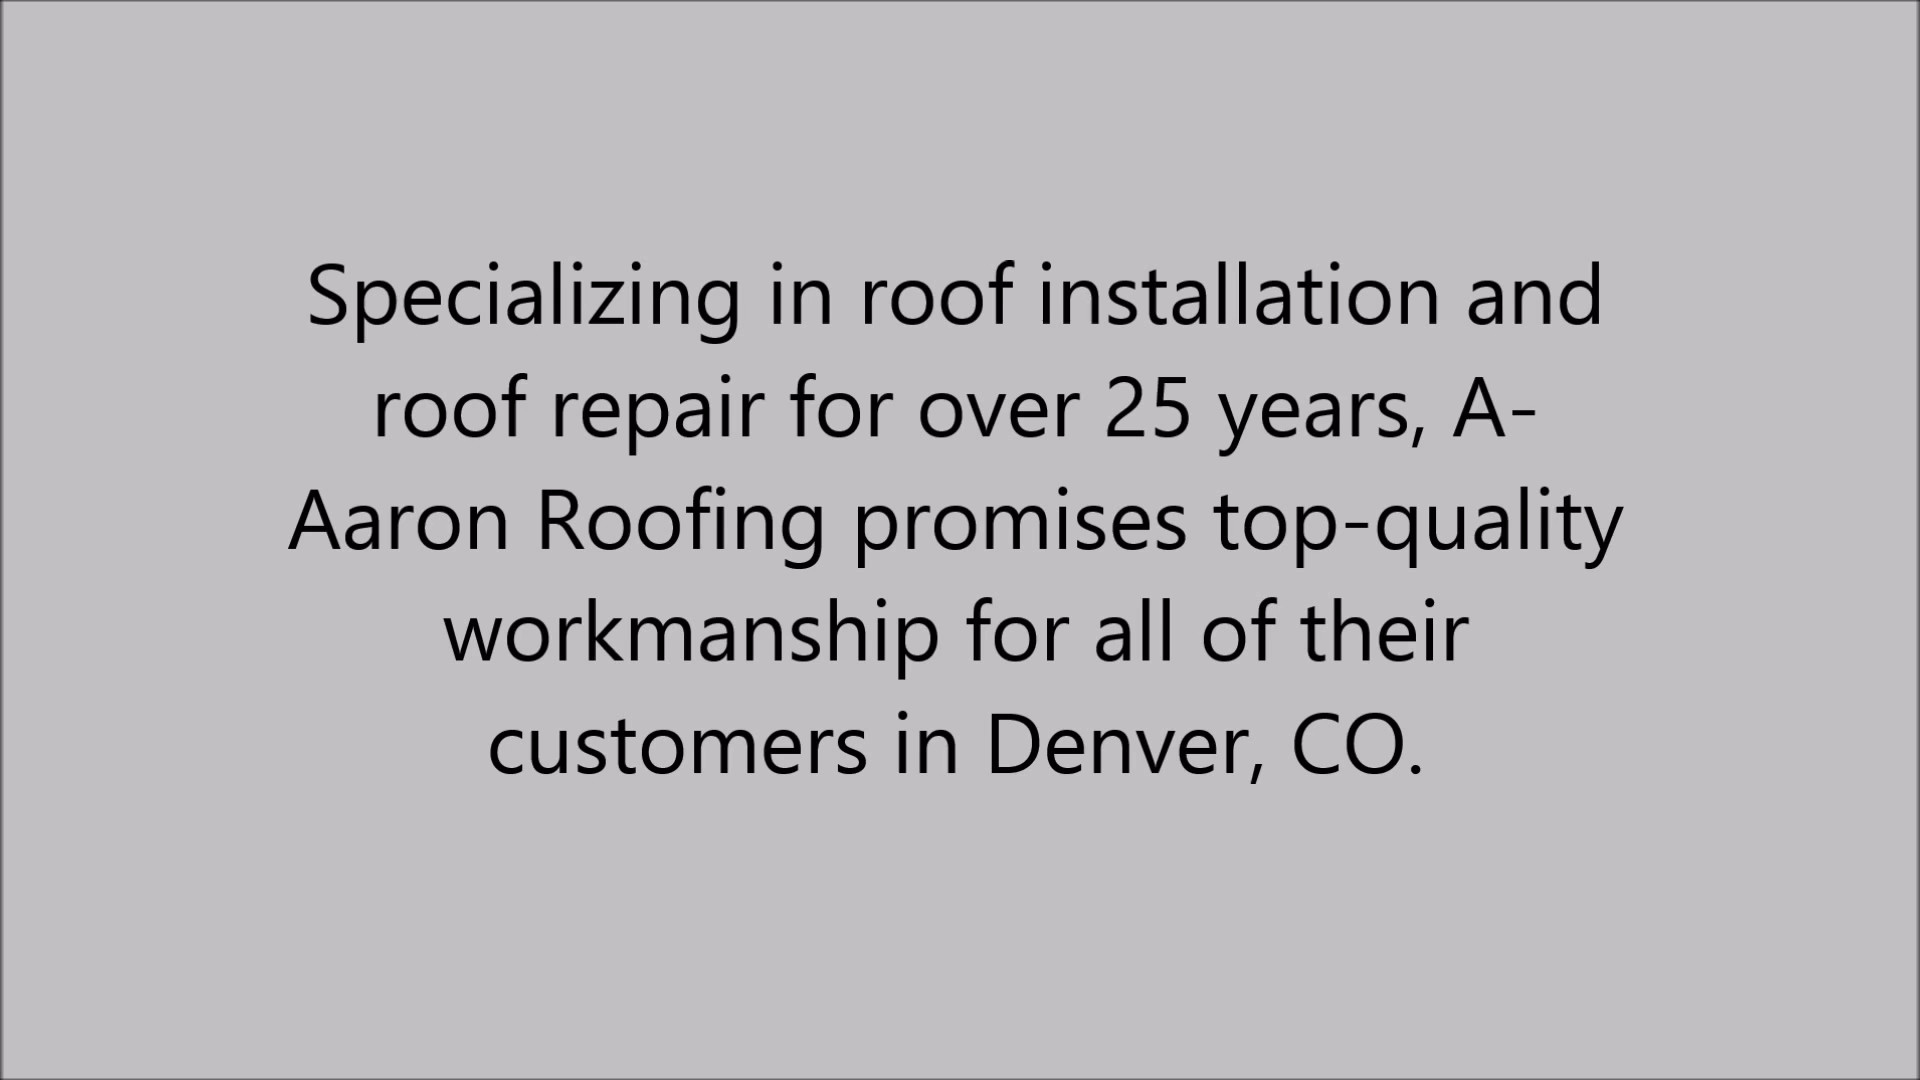 Specializing in roof installation and
roof repair for over 25 years, A-
Aaron Roofing promises top-quality
workmanship for all of their
customers in Denver, CO.